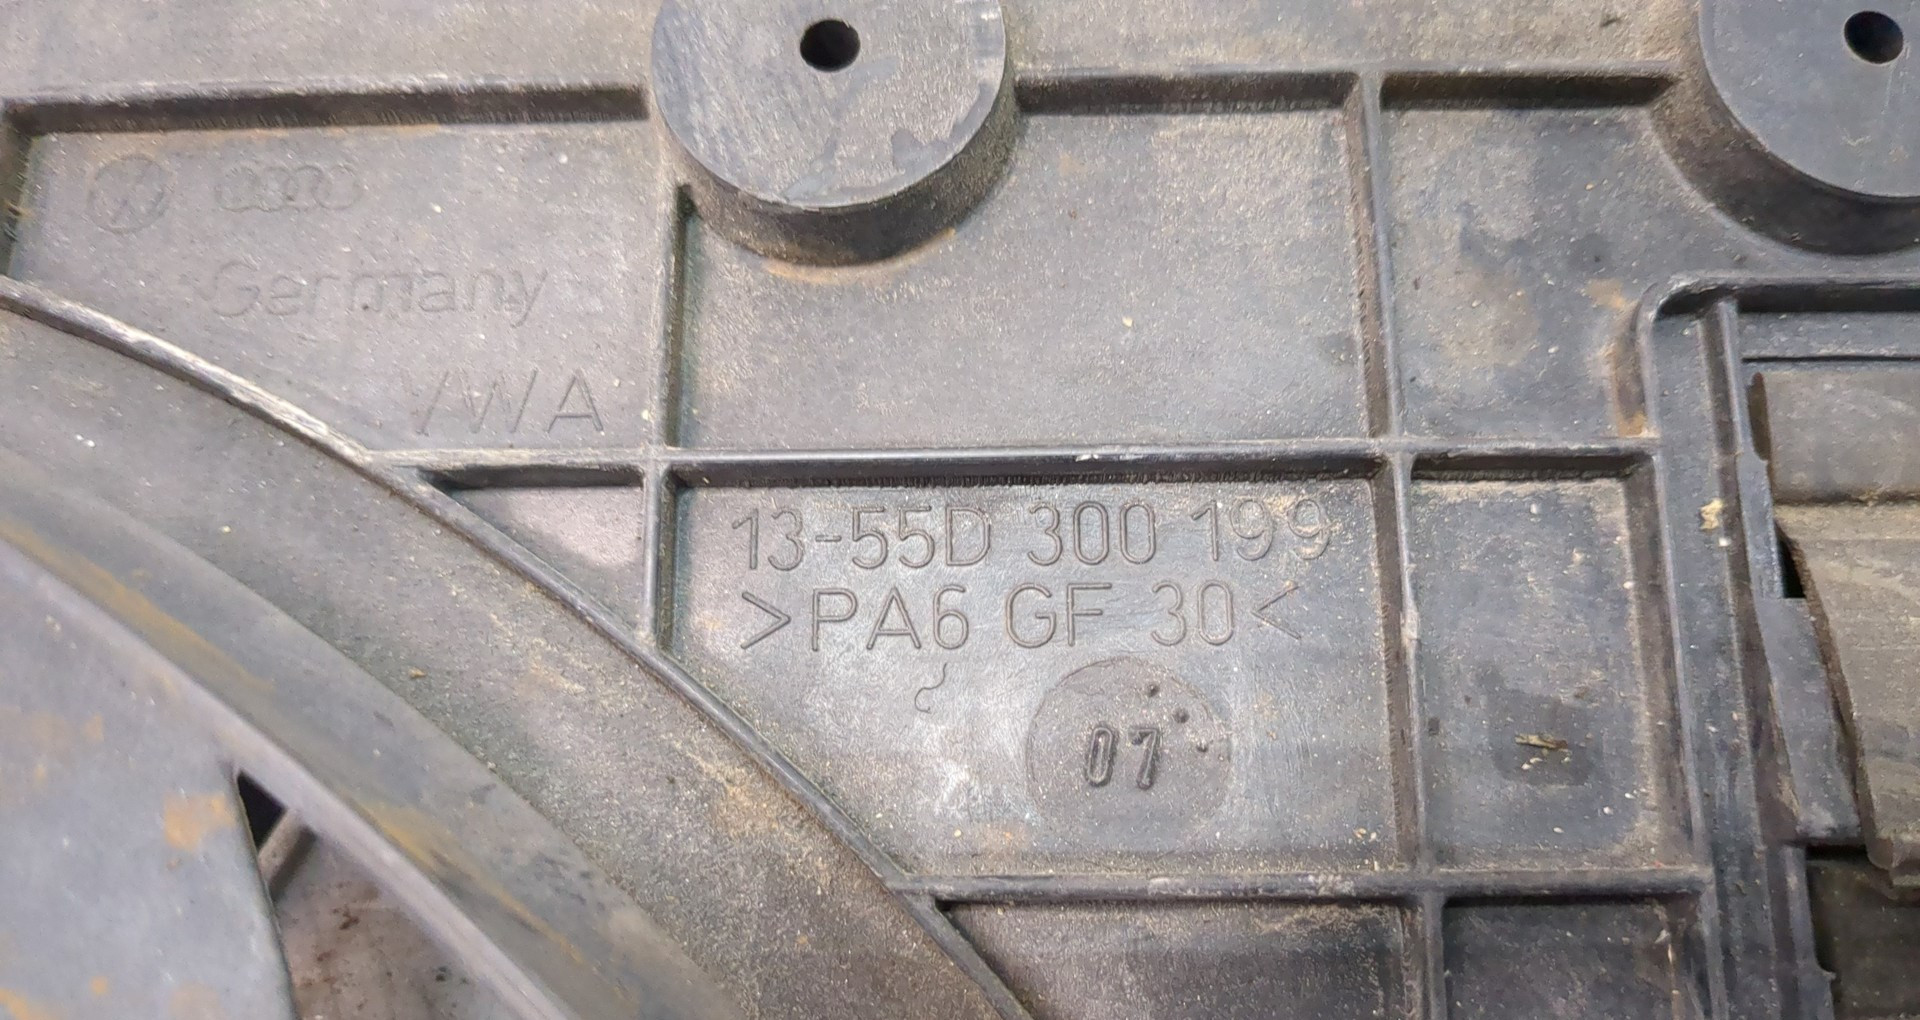 Germany
VWA
13-55D 300 199
>PA6 GF 30<
07